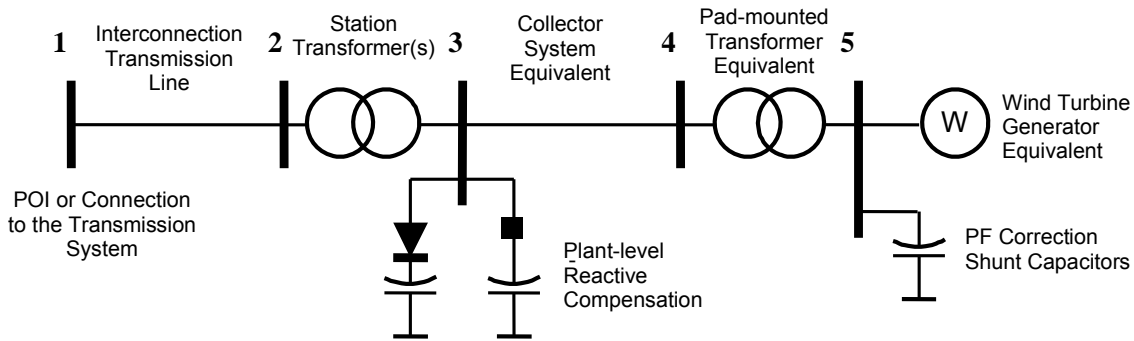 1
Interconnection
Transmission
Line
2
Station
Transformer(s)
3
Collector
System
Equivalent
4
Pad-mounted
Transformer
Equivalent
5
W
Wind Turbine
Generator
Equivalent
POI or Connection
to the Transmission
System
Plant-level
Reactive
Compensation
PF Correction
Shunt Capacitors